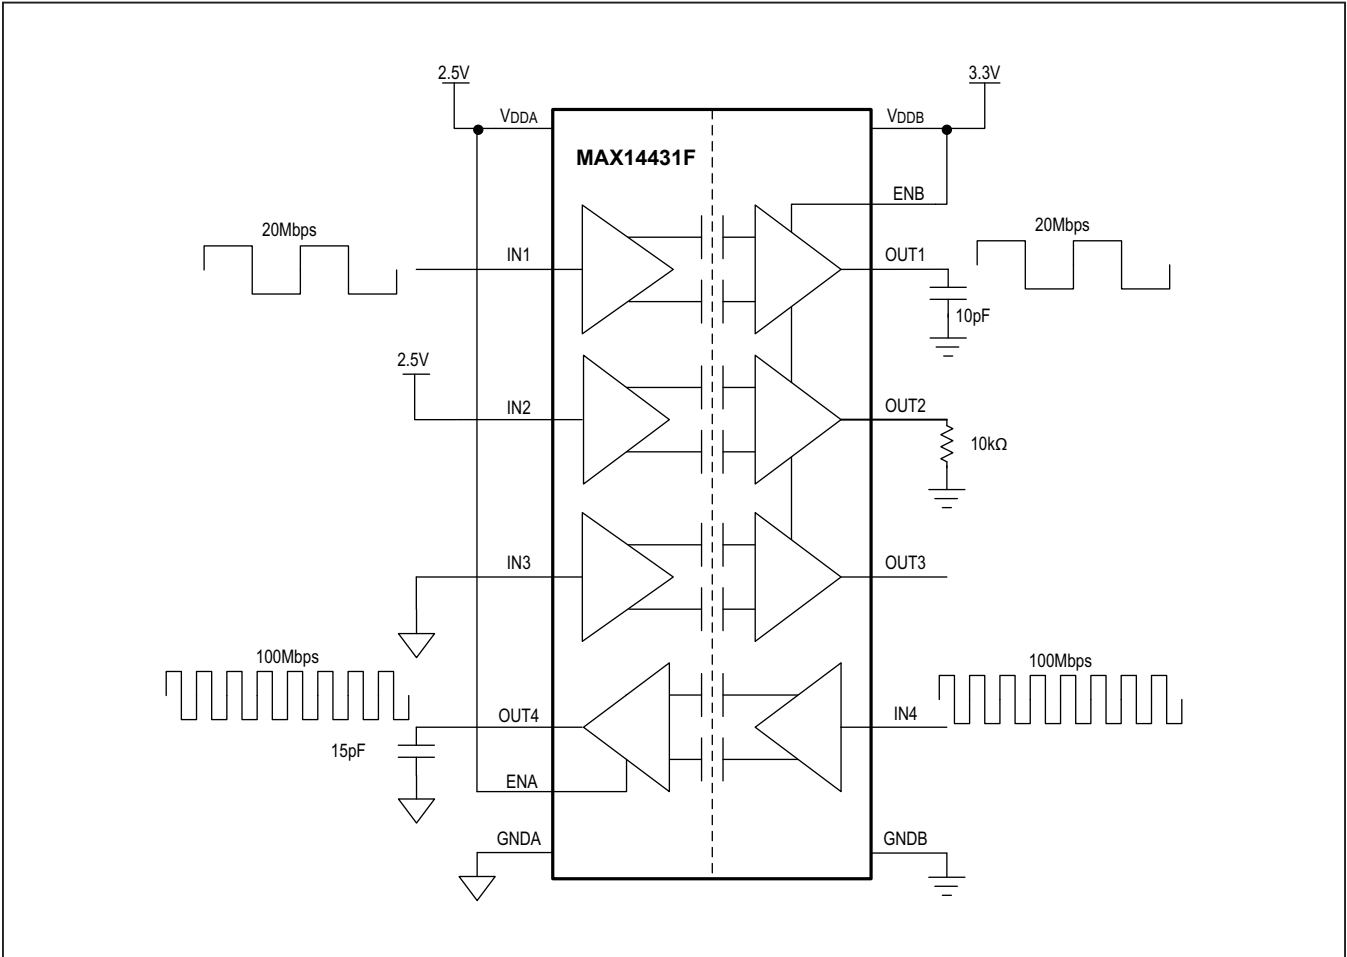 2.5V
3.3V
VDDA
VDDB
MAX14431F
ENB
20Mbps
20Mbps
IN1
OUT1
10pF
2.5V
IN2
OUT2
10kΩ
IN3
OUT3
100Mbps
100Mbps
OUT4
IN4
15pF
ENA
GNDA
GNDB